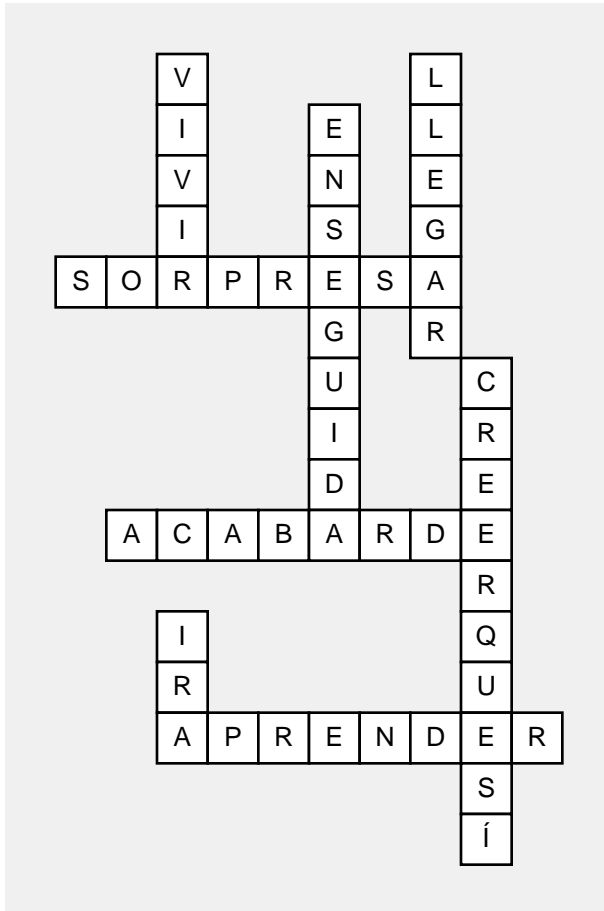 VIVIR
LLEGAR
ENSEGUIDA
SORPRESA
CREERQUESÍ
ACABARDE
IRA
APRENDER